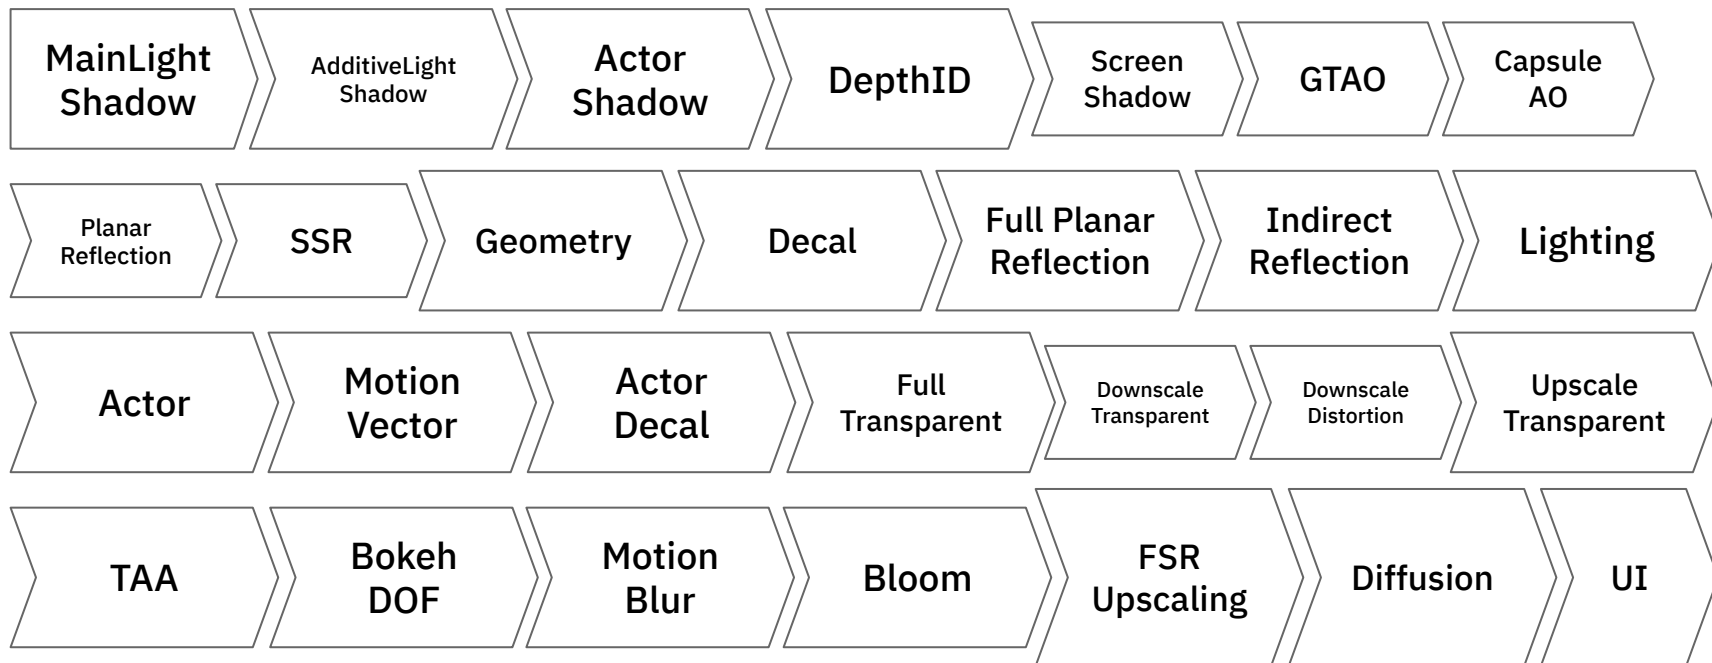 MainLight
Shadow
AdditiveLight
Shadow
Actor
Shadow
DepthID
Screen
Shadow
GTAO
Capsule
AO
Planar
Reflection
SSR
Geometry
Decal
Full Planar
Reflection
Indirect
Reflection
Lighting
Actor
Motion
Vector
Actor
Decal
Full
Transparent
Downscale
Transparent
Downscale
Distortion
Upscale
Transparent
TAA
Bokeh
DOF
Motion
Blur
Bloom
FSR
Upscaling
Diffusion
UI